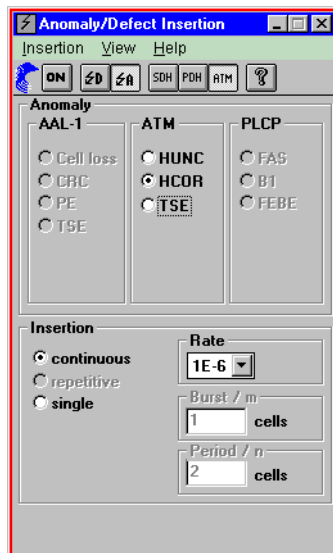 Anomaly/Defect Insertion
Insertion View Help
ON D A SDH PDH ATM ?
Anomaly
AAL-1 ATM PLCP
Cell loss HUNC FAS
CRC HCOR B1
PE TSE FEBE
TSE
Insertion
continuous Rate
repetitive 1E-6
single Burst / m
1 cells
Period / n
2 cells